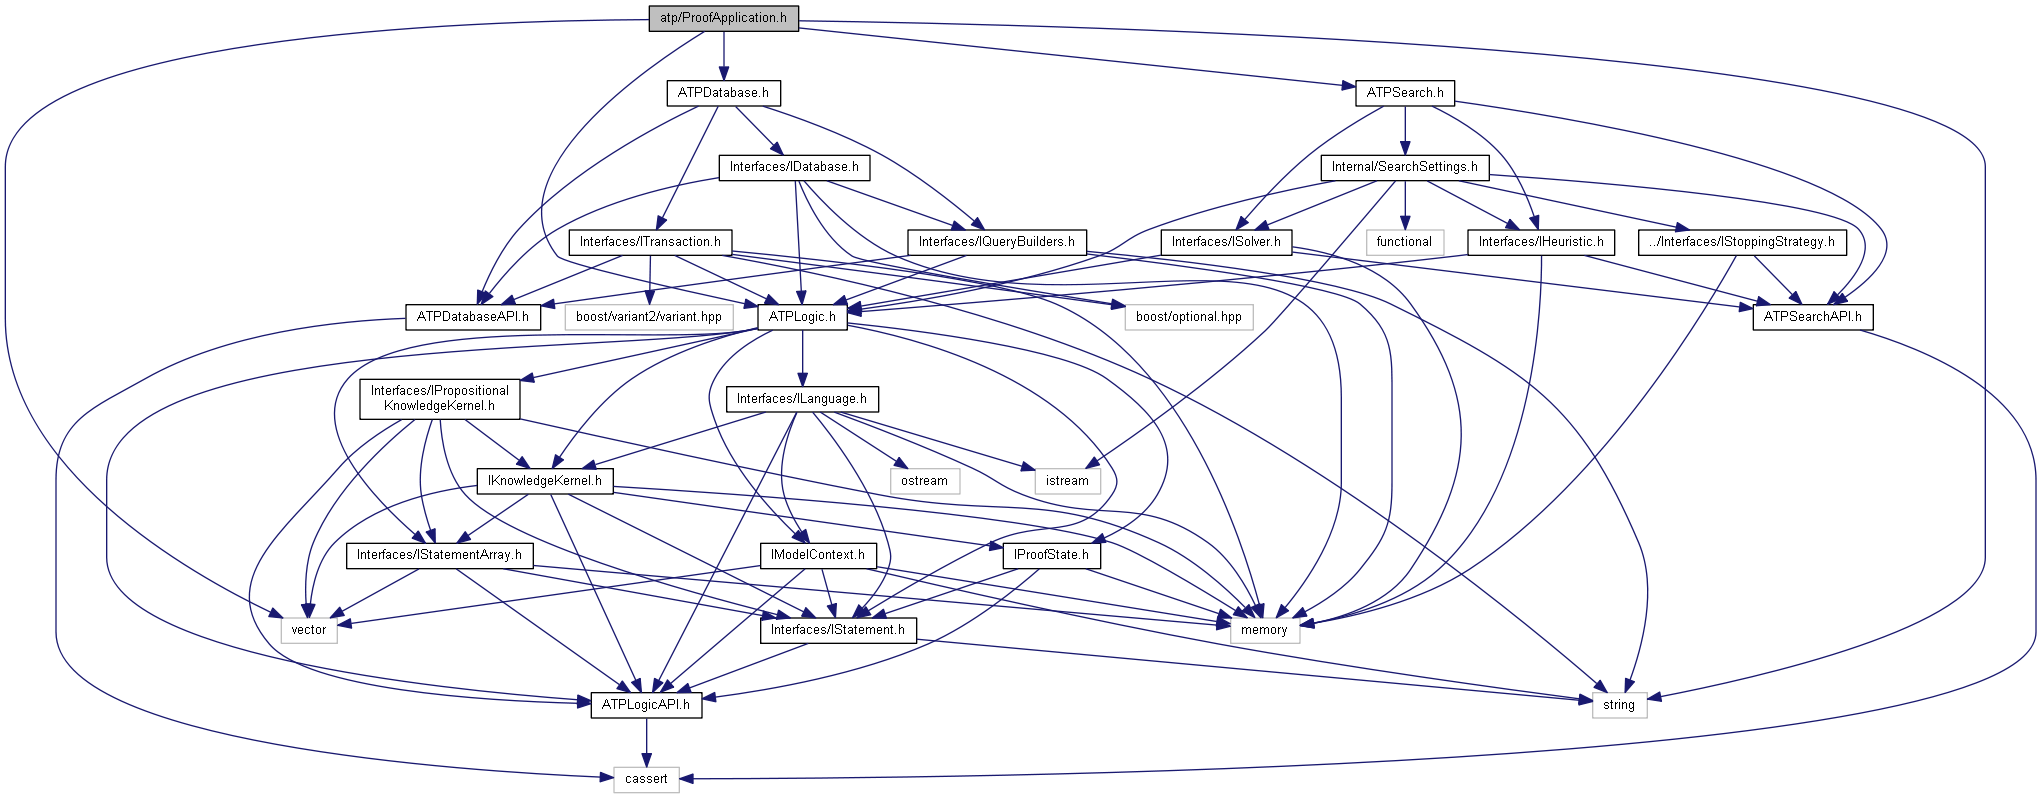 atp/ProofApplication.h
ATPDatabase.h
ATPSearch.h
Interfaces/IDatabase.h
Internal/SearchSettings.h
Interfaces/ITransaction.h
Interfaces/IQueryBuilders.h
Interfaces/ISolver.h
functional
Interfaces/IHeuristic.h
../Interfaces/IStoppingStrategy.h
ATPDatabaseAPI.h
boost/variant2/variant.hpp
ATPLogic.h
boost/optional.hpp
ATPSearchAPI.h
Interfaces/IPropositional
KnowledgeKernel.h
Interfaces/ILanguage.h
IKnowledgeKernel.h
ostream
istream
Interfaces/IStatementArray.h
IModelContext.h
IProofState.h
vector
Interfaces/IStatement.h
memory
ATPLogicAPI.h
string
cassert